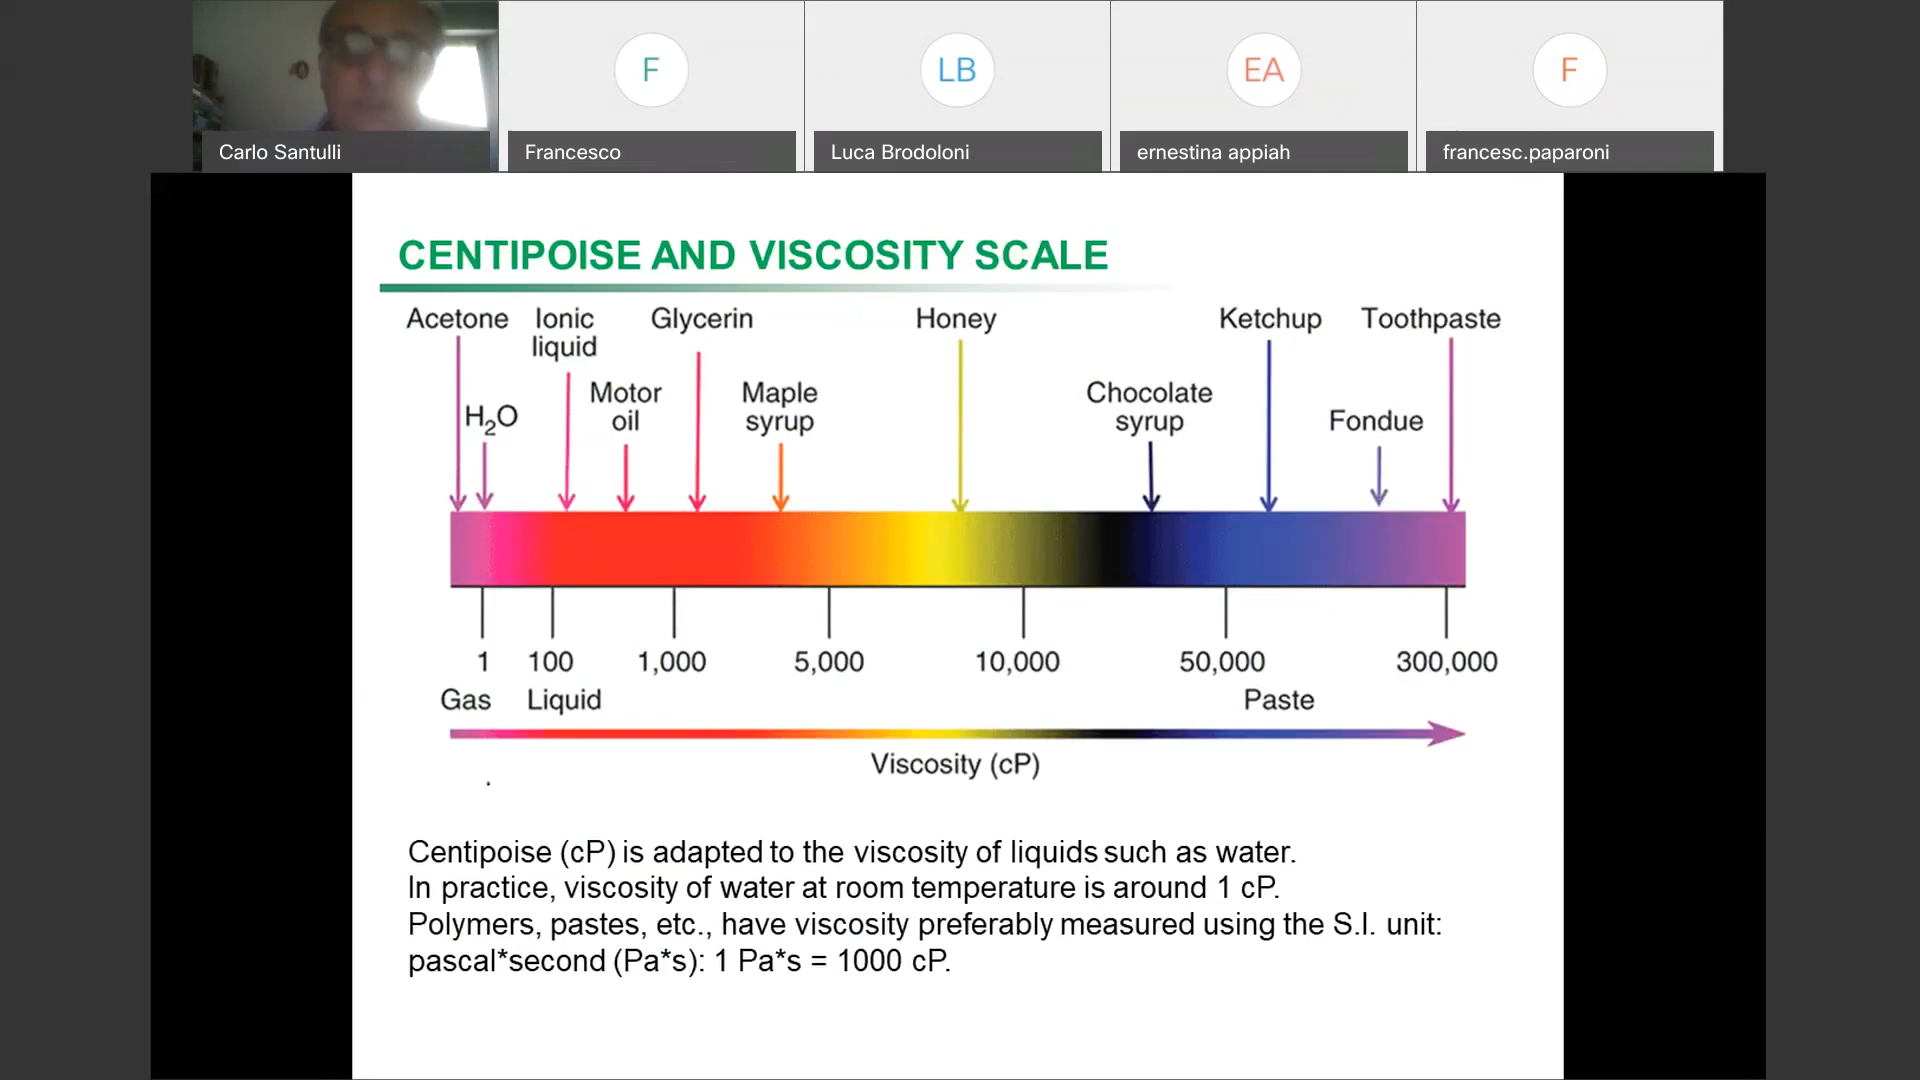 F
LB
EA
F
Carlo Santulli
Francesco
Luca Brodoloni
ernestina appiah
francesc.paparoni
CENTIPOISE AND VISCOSITY SCALE
Acetone
Ionic
liquid
Glycerin
Honey
Ketchup
Toothpaste
H₂O
Motor
oil
Maple
syrup
Chocolate
syrup
Fondue
1 100 1,000 5,000 10,000 50,000 300,000
Gas Liquid Paste
Viscosity (cP)
.
Centipoise (cP) is adapted to the viscosity of liquids such as water.
In practice, viscosity of water at room temperature is around 1 cP.
Polymers, pastes, etc., have viscosity preferably measured using the S.I. unit:
pascal*second (Pa*s): 1 Pa*s = 1000 cP.